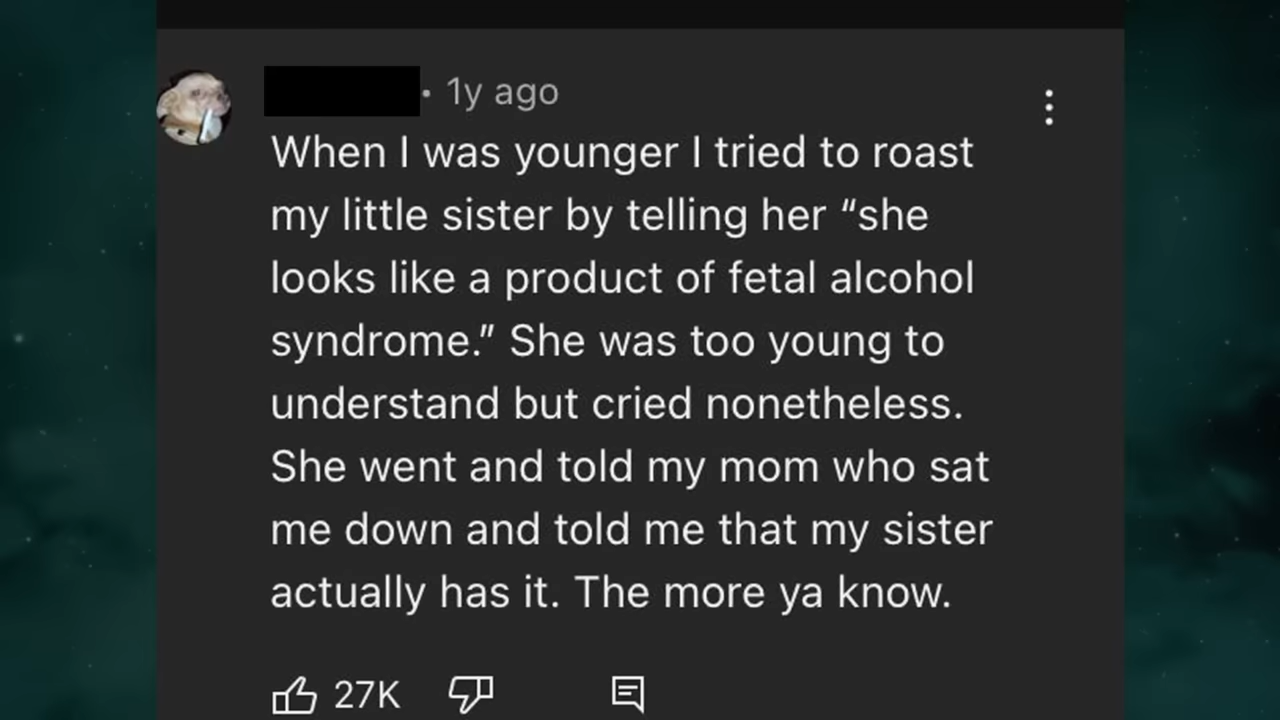 · 1y ago
When I was younger I tried to roast
my little sister by telling her “she
looks like a product of fetal alcohol
syndrome.” She was too young to
understand but cried nonetheless.
She went and told my mom who sat
me down and told me that my sister
actually has it. The more ya know.
27K